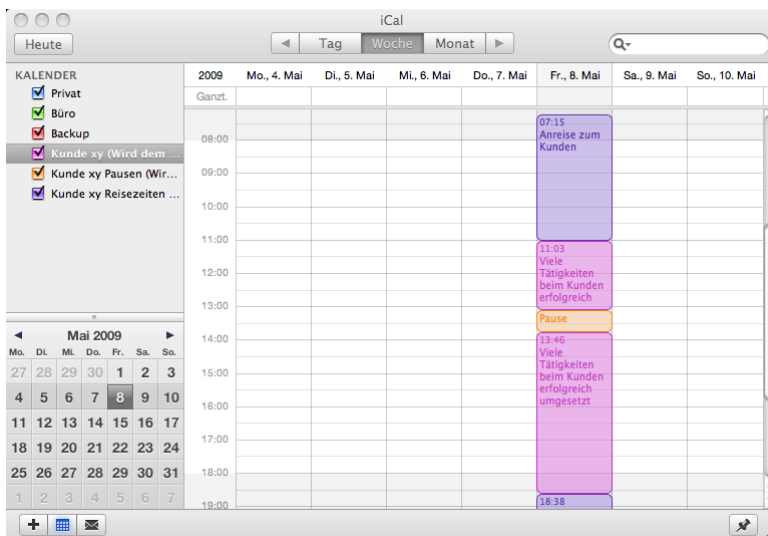 iCal
Heute
Tag Woche Monat
KALENDER
Privat
Büro
Backup
Kunde xy (Wird dem ...
Kunde xy Pausen (Wir...
Kunde xy Reisezeiten ...
2009 Mo., 4. Mai Di., 5. Mai Mi., 6. Mai Do., 7. Mai Fr., 8. Mai Sa., 9. Mai So., 10. Mai
Ganzt.
08:00
09:00
10:00
11:00
12:00
13:00
14:00
15:00
16:00
17:00
18:00
19:00
07:15
Anreise zum
Kunden
11:03
Viele
Tätigkeiten
beim Kunden
erfolgreich
Pause
13:46
Viele
Tätigkeiten
beim Kunden
erfolgreich
umgesetzt
18:38
Mai 2009
Mo. Di. Mi. Do. Fr. Sa. So.
27 28 29 30 1 2 3
4 5 6 7 8 9 10
11 12 13 14 15 16 17
18 19 20 21 22 23 24
25 26 27 28 29 30 31
1 2 3 4 5 6 7